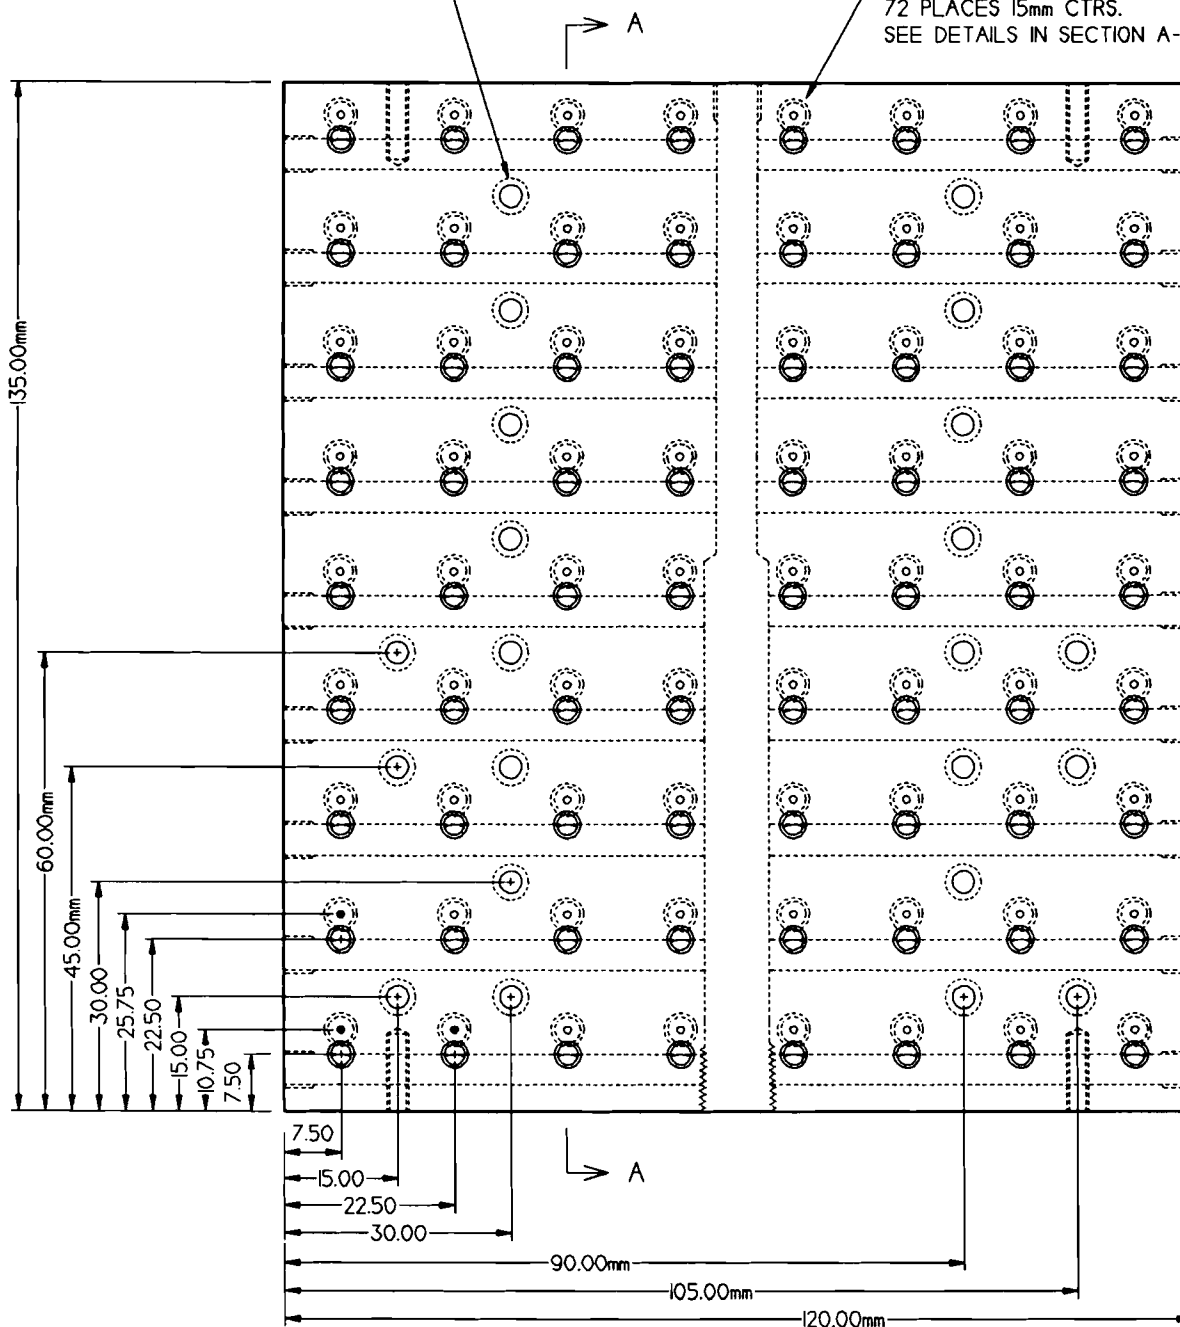 72 PLACES 15mm CTRS.
SEE DETAILS IN SECTION A-
A
135.00mm
60.00mm
45.00mm
30.00
25.75
22.50
15.00
10.75
7.50
7.50
A
15.00
22.50
30.00
90.00mm
105.00mm
120.00mm